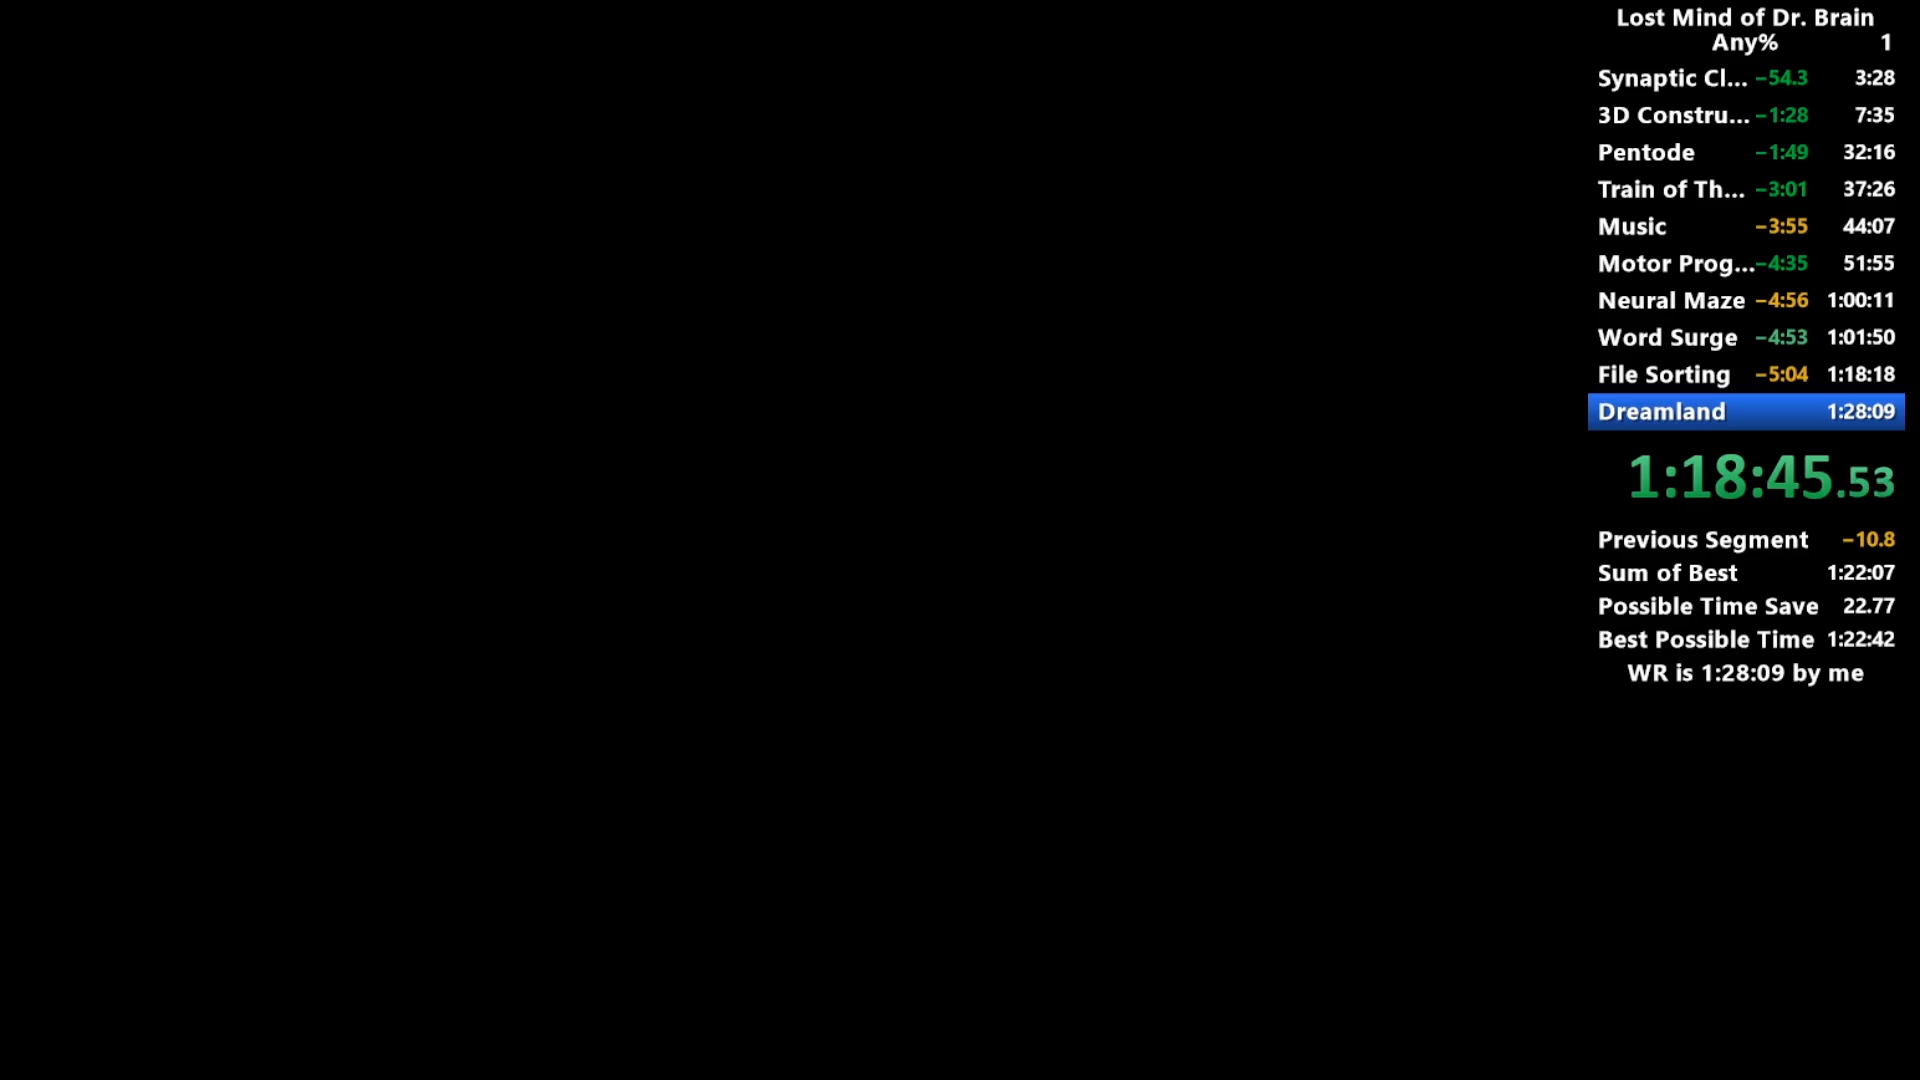 Lost Mind of Dr. Brain
Any% 1
Synaptic Cl... −54.3 3:28
3D Constru... −1:28 7:35
Pentode −1:49 32:16
Train of Th... −3:01 37:26
Music −3:55 44:07
Motor Prog... −4:35 51:55
Neural Maze −4:56 1:00:11
Word Surge −4:53 1:01:50
File Sorting −5:04 1:18:18
Dreamland 1:28:09
1:18:45.53
Previous Segment −10.8
Sum of Best 1:22:07
Possible Time Save 22.77
Best Possible Time 1:22:42
WR is 1:28:09 by me